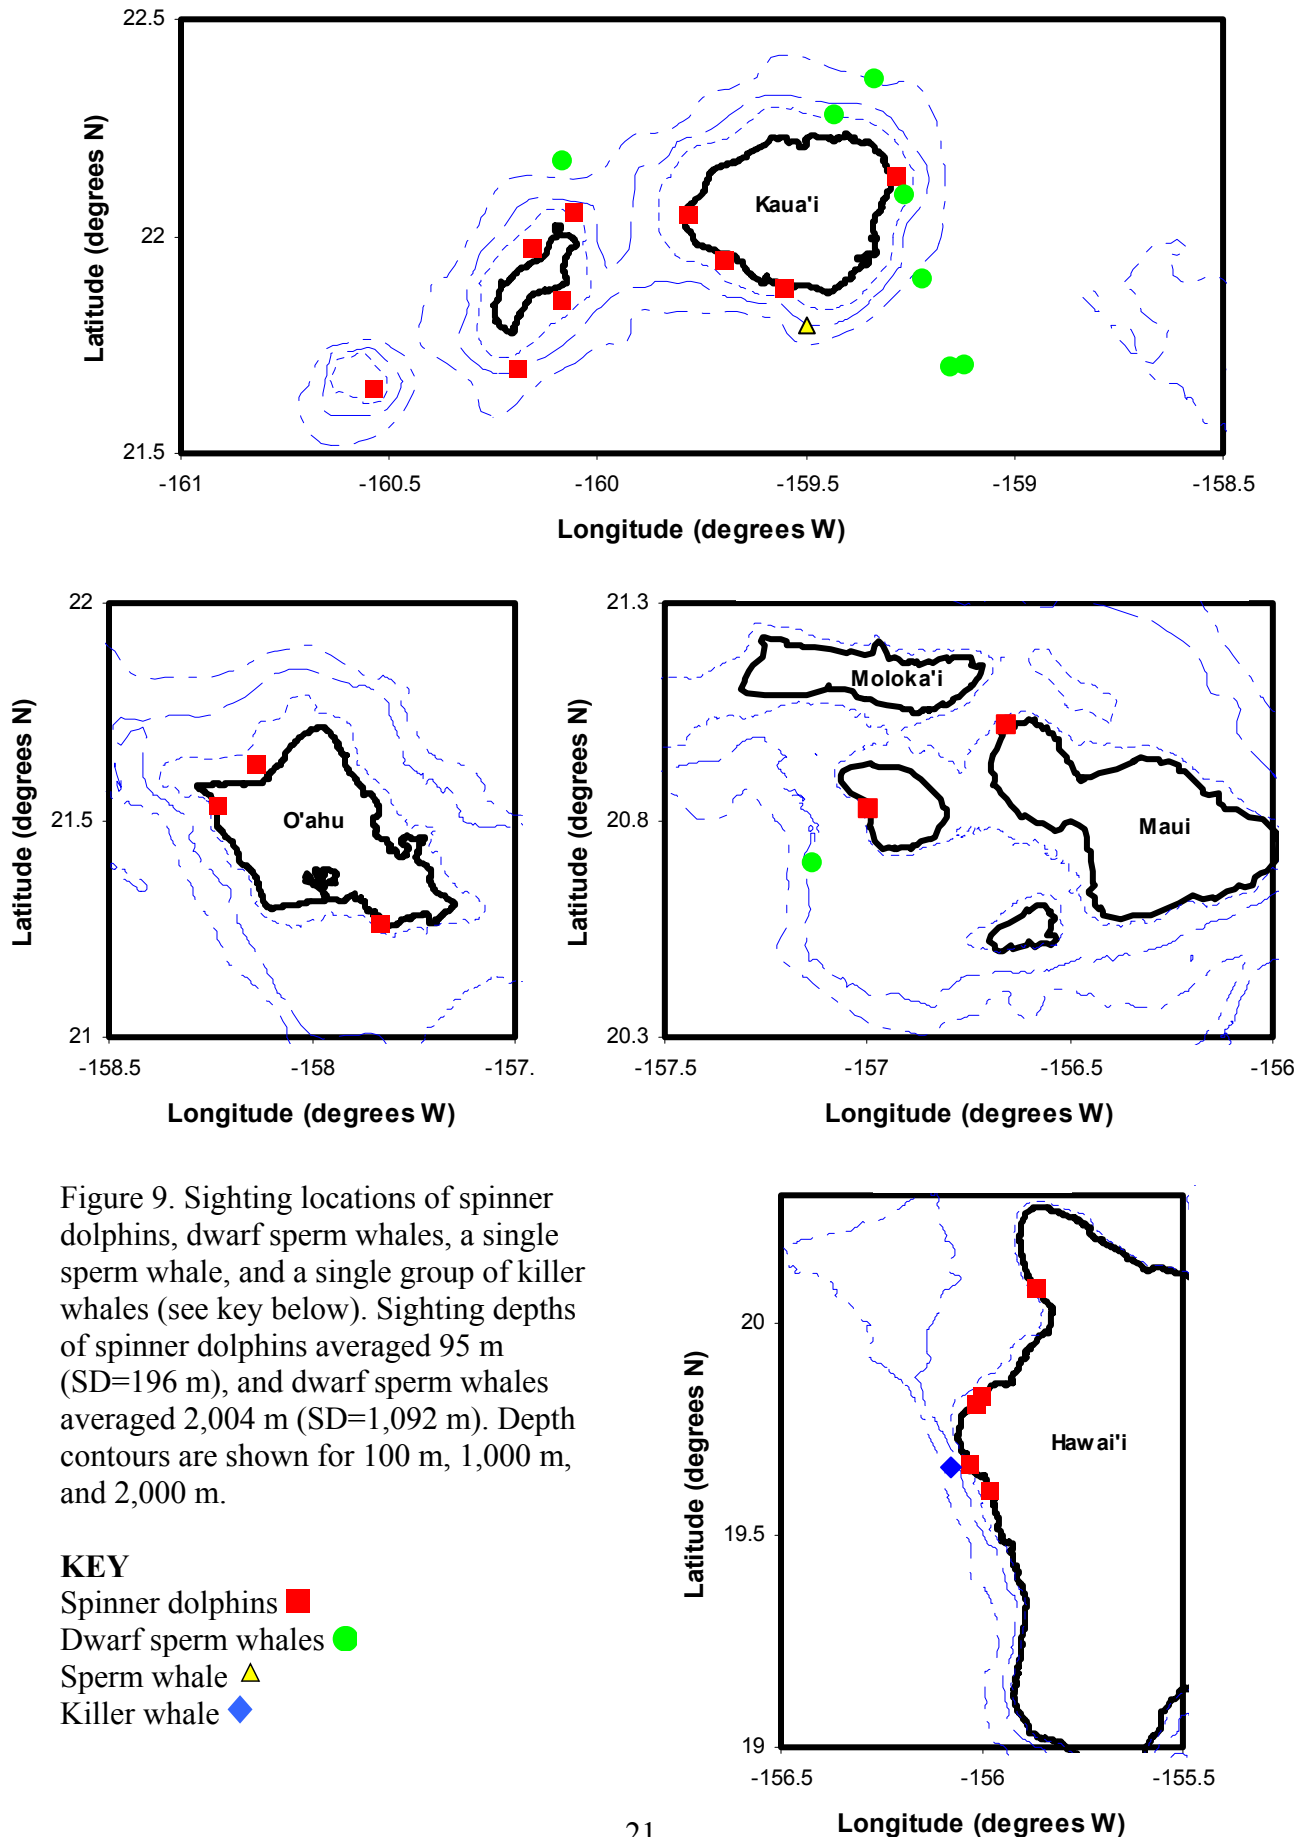 22.5
22
21.5
Latitude (degrees N)
Kaua'i
-161
-160.5
-160
-159.5
-159
-158.5
Longitude (degrees W)
22
21.5
21
Latitude (degrees N)
O'ahu
-158.5
-158
-157.
Longitude (degrees W)
21.3
20.8
20.3
Latitude (degrees N)
Moloka'i
Maui
-157.5
-157
-156.5
-156
Longitude (degrees W)
Figure 9. Sighting locations of spinner
dolphins, dwarf sperm whales, a single
sperm whale, and a single group of killer
whales (see key below). Sighting depths
of spinner dolphins averaged 95 m
(SD=196 m), and dwarf sperm whales
averaged 2,004 m (SD=1,092 m). Depth
contours are shown for 100 m, 1,000 m,
and 2,000 m.
KEY
Spinner dolphins
Dwarf sperm whales
Sperm whale
Killer whale
20
19.5
19
Latitude (degrees N)
Hawai'i
-156.5
-156
-155.5
Longitude (degrees W)
21